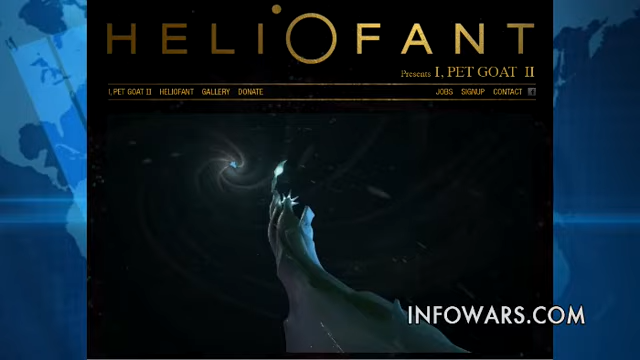 HELIOFANT
Presents I, PET GOAT II
I, PET GOAT II HELIOFANT GALLERY DONATE JOBS SIGNUP CONTACT f
INFOWARS.COM